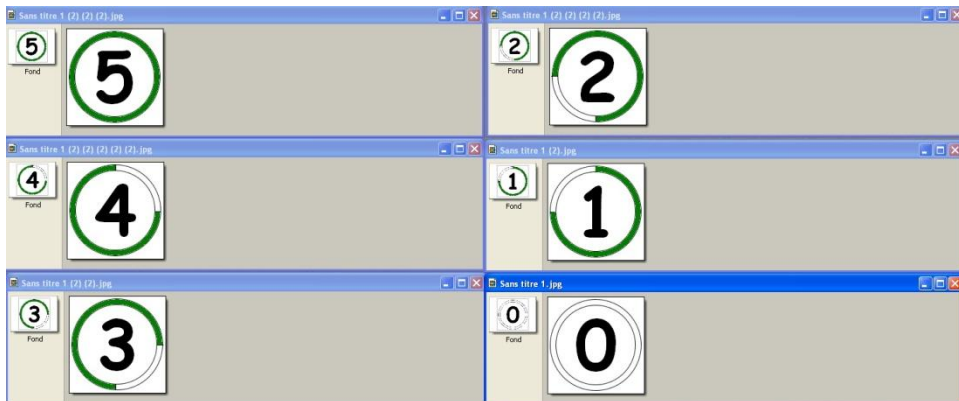 Sans titre 1 (2) (2) (2).jpg
5
Fond
5
Sans titre 1 (2) (2) (2) (2).jpg
2
Fond
2
Sans titre 1 (2) (2) (2) (2) (2).jpg
4
Fond
4
Sans titre 1 (2).jpg
1
Fond
1
Sans titre 1 (2) (2).jpg
3
Fond
3
Sans titre 1.jpg
0
Fond
0